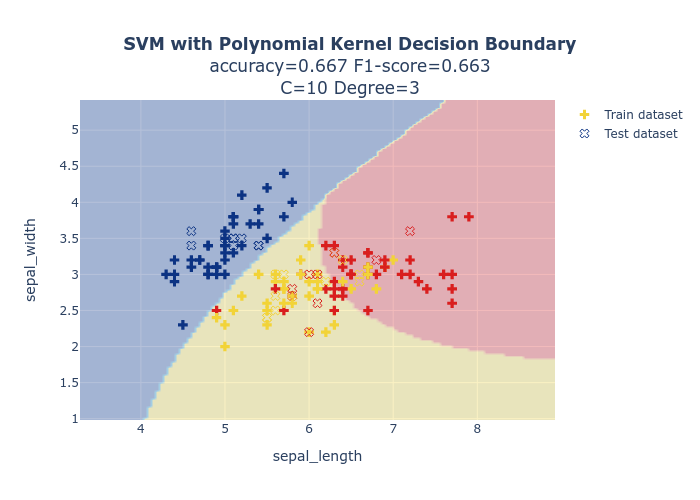 SVM with Polynomial Kernel Decision Boundary
accuracy=0.667 F1-score=0.663
C=10 Degree=3
Train dataset
Test dataset
5
4.5
4
3.5
3
2.5
2
1.5
1
sepal_width
4 5 6 7 8
sepal_length